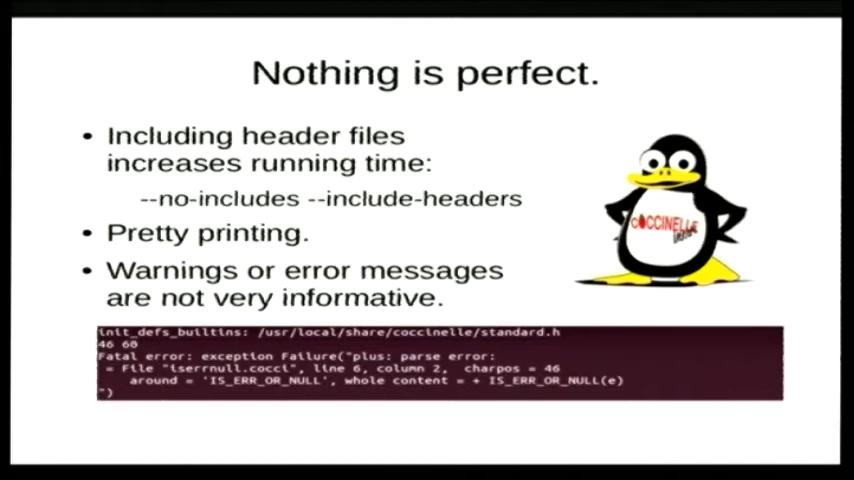 Nothing is perfect.
• Including header files
increases running time:
--no-includes --include-headers
• Pretty printing.
• Warnings or error messages
are not very informative.
COCCINELLE
init_defs_builtins: /usr/local/share/coccinelle/standard.h
46 60
Fatal error: exception Failure("plus: parse error:
= File "iserrnull.cocci", line 6, column 2, charpos = 46
around = 'IS_ERR_OR_NULL', whole content = + IS_ERR_OR_NULL(e)
")